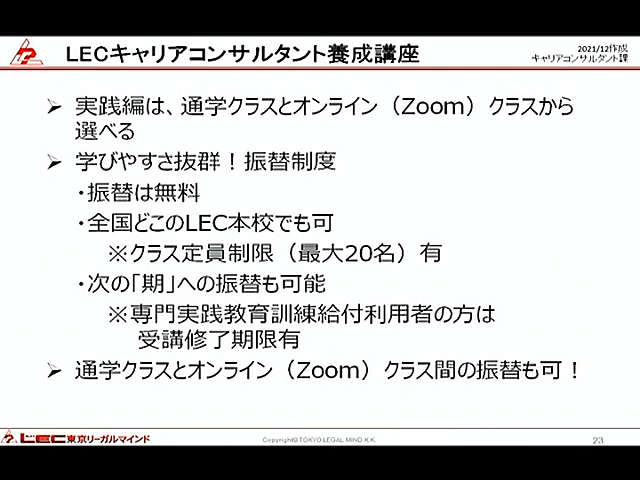 LECキャリアコンサルタント養成講座
2021/12作成
キャリアコンサルタント課
➢ 実践編は、通学クラスとオンライン（Zoom）クラスから
選べる
➢ 学びやすさ抜群！振替制度
・振替は無料
・全国どこのLEC本校でも可
※クラス定員制限（最大20名）有
・次の「期」への振替も可能
※専門実践教育訓練給付利用者の方は
受講修了期限有
➢ 通学クラスとオンライン（Zoom）クラス間の振替も可！
LEC東京リーガルマインド
Copyright© TOKYO LEGAL MIND K.K.
23